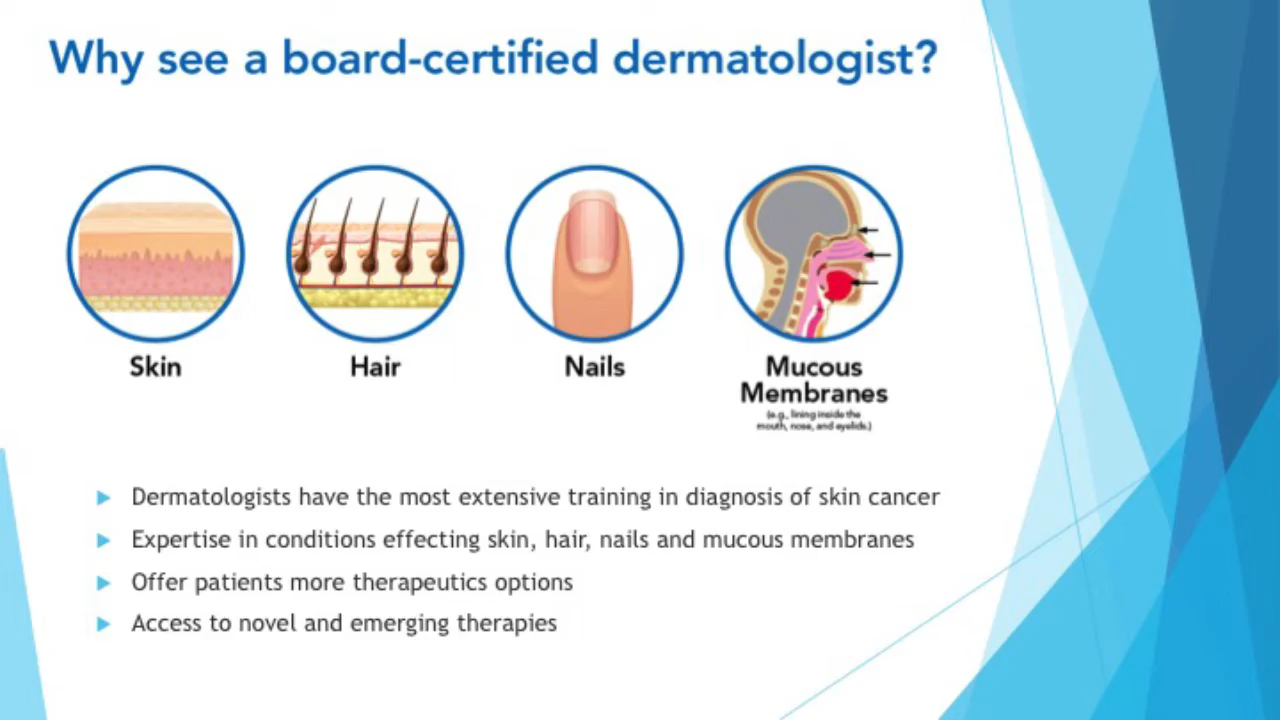 Why see a board-certified dermatologist?
Skin
Hair
Nails
Mucous
Membranes
(e.g., lining inside the
mouth, nose, and eyelids.)
Dermatologists have the most extensive training in diagnosis of skin cancer
Expertise in conditions effecting skin, hair, nails and mucous membranes
Offer patients more therapeutics options
Access to novel and emerging therapies